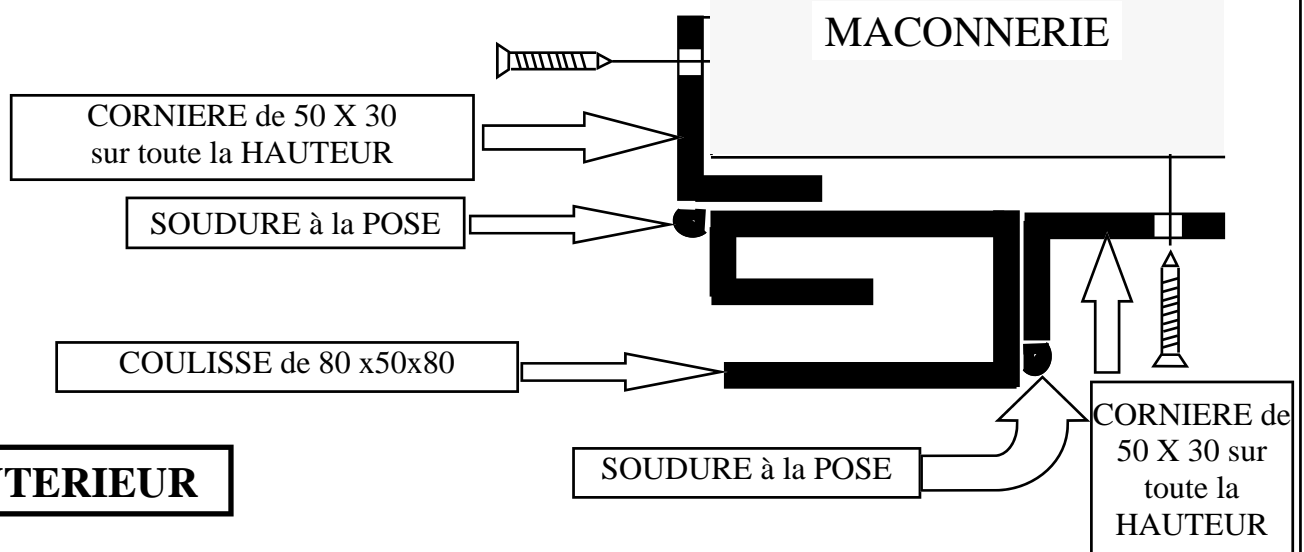 MACONNERIE
CORNIERE de 50 X 30
sur toute la HAUTEUR
SOUDURE à la POSE
COULISSE de 80 x50x80
SOUDURE à la POSE
CORNIERE de
50 X 30 sur
toute la
HAUTEUR
TERIEUR